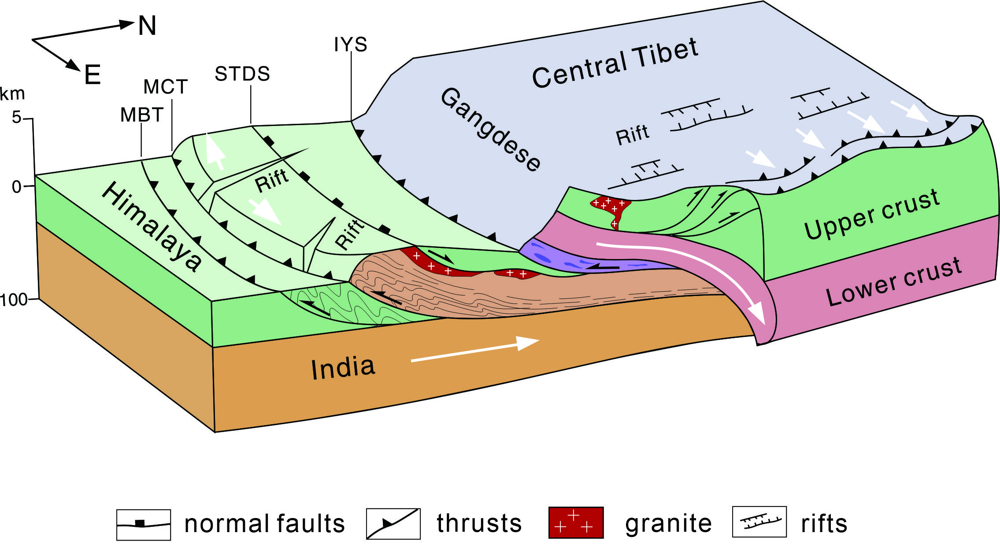 N
E
km
5
0
100
MBT
MCT
STDS
IYS
Central Tibet
Gangdese
Rift
Himalaya
Rift
Rift
Upper crust
Lower crust
India
normal faults
thrusts
granite
rifts